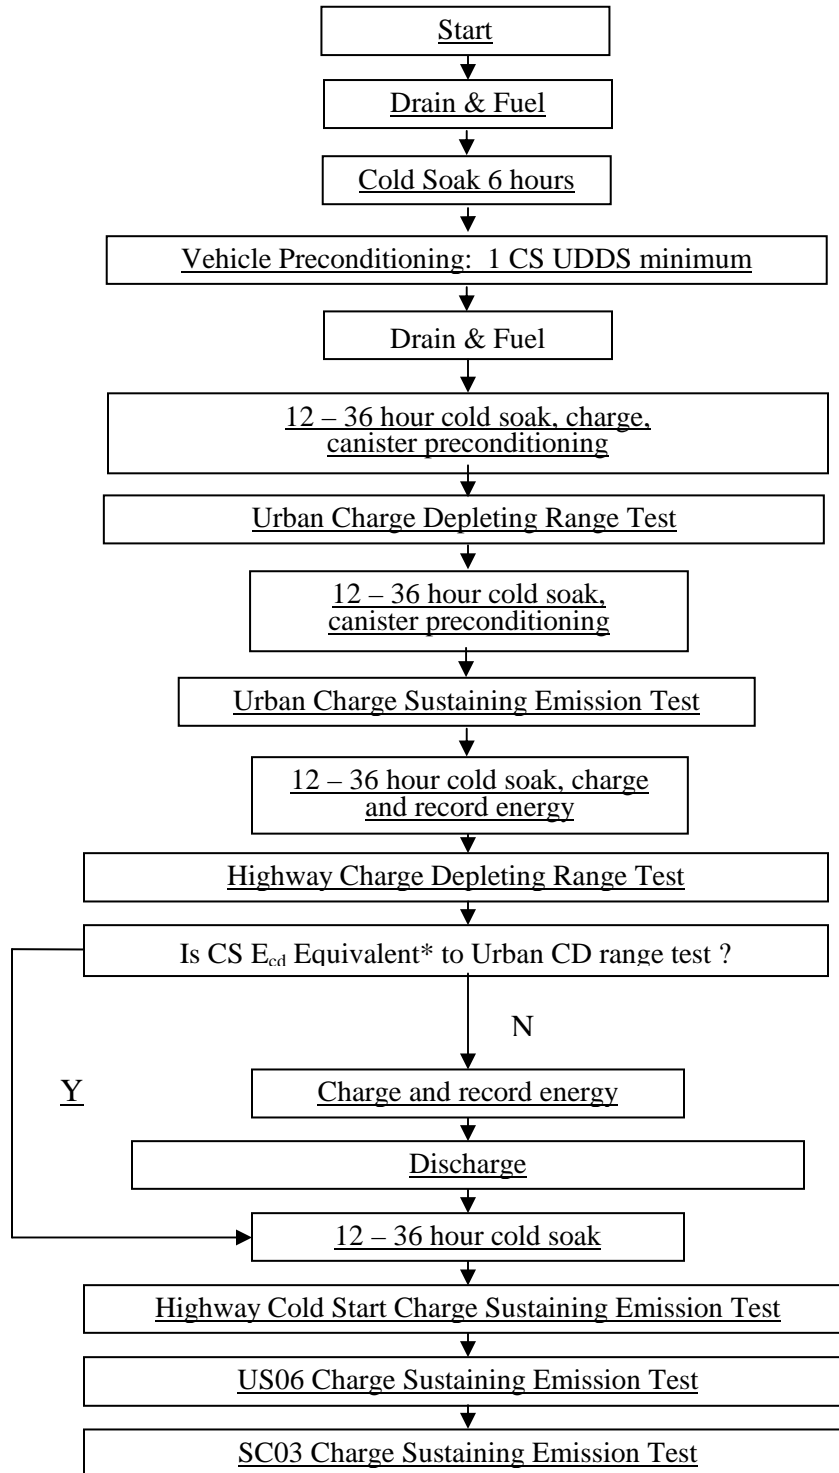 Start
Drain & Fuel
Cold Soak 6 hours
Vehicle Preconditioning:  1 CS UDDS minimum
Drain & Fuel
12 – 36 hour cold soak, charge,
canister preconditioning
Urban Charge Depleting Range Test
12 – 36 hour cold soak,
canister preconditioning
Urban Charge Sustaining Emission Test
12 – 36 hour cold soak, charge
and record energy
Highway Charge Depleting Range Test
Is CS Ecd Equivalent* to Urban CD range test ?
N
Y
Charge and record energy
Discharge
12 – 36 hour cold soak
Highway Cold Start Charge Sustaining Emission Test
US06 Charge Sustaining Emission Test
SC03 Charge Sustaining Emission Test